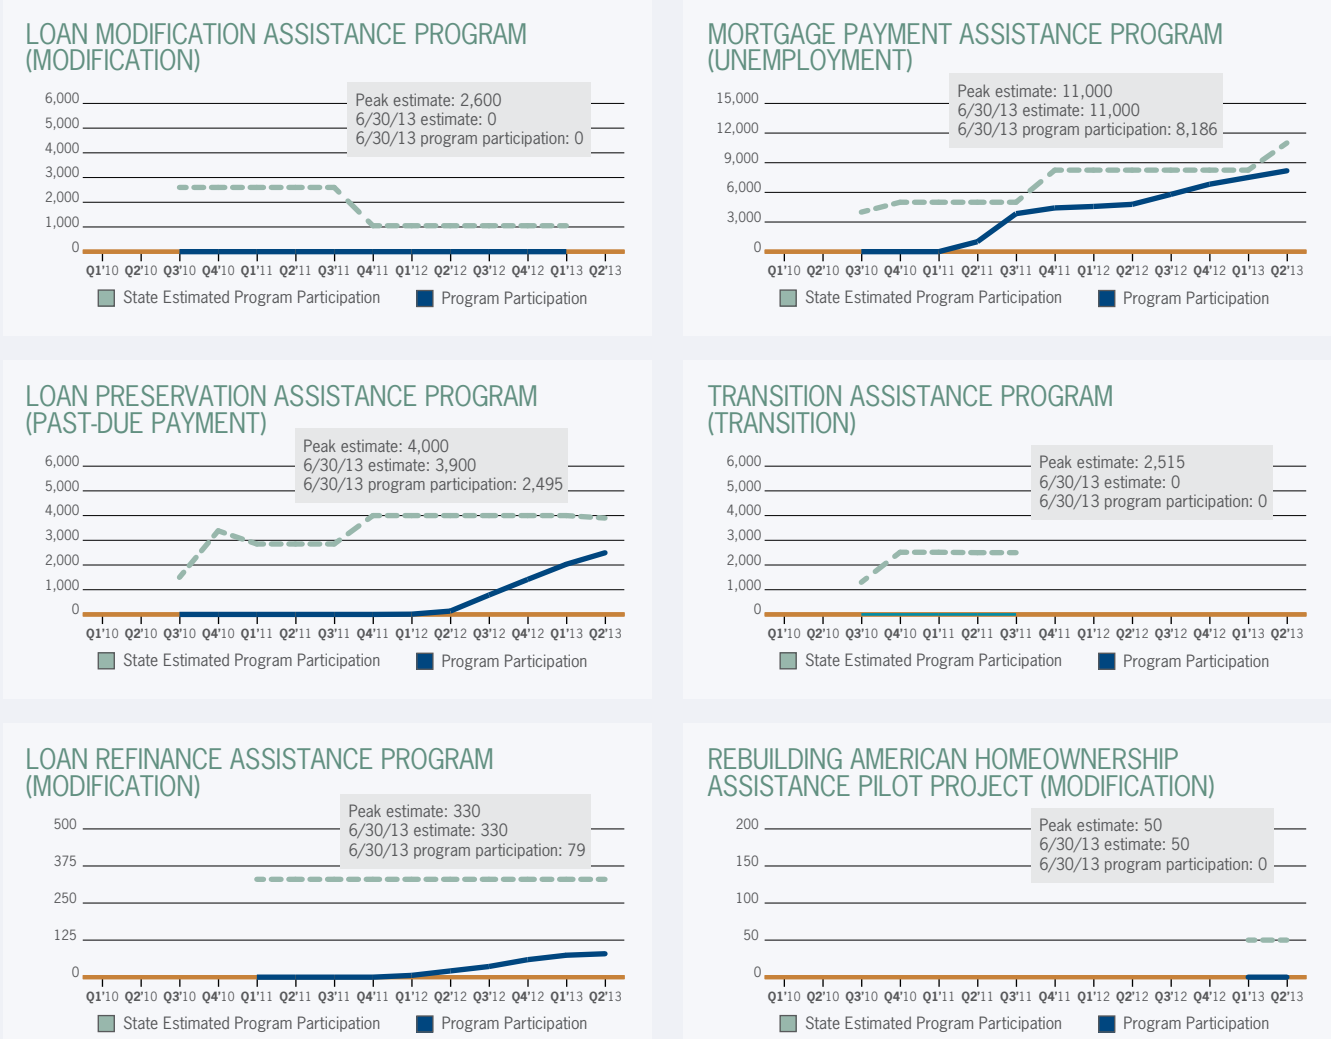 LOAN MODIFICATION ASSISTANCE PROGRAM
(MODIFICATION)
Peak estimate: 2,600
6/30/13 estimate: 0
6/30/13 program participation: 0
6,000
5,000
4,000
3,000
2,000
1,000
0
Q1'10 Q2'10 Q3'10 Q4'10 Q1'11 Q2'11 Q3'11 Q4'11 Q1'12 Q2'12 Q3'12 Q4'12 Q1'13 Q2'13
State Estimated Program Participation Program Participation
MORTGAGE PAYMENT ASSISTANCE PROGRAM
(UNEMPLOYMENT)
Peak estimate: 11,000
6/30/13 estimate: 11,000
6/30/13 program participation: 8,186
15,000
12,000
9,000
6,000
3,000
0
Q1'10 Q2'10 Q3'10 Q4'10 Q1'11 Q2'11 Q3'11 Q4'11 Q1'12 Q2'12 Q3'12 Q4'12 Q1'13 Q2'13
State Estimated Program Participation Program Participation
LOAN PRESERVATION ASSISTANCE PROGRAM
(PAST-DUE PAYMENT)
Peak estimate: 4,000
6/30/13 estimate: 3,900
6/30/13 program participation: 2,495
6,000
5,000
4,000
3,000
2,000
1,000
0
Q1'10 Q2'10 Q3'10 Q4'10 Q1'11 Q2'11 Q3'11 Q4'11 Q1'12 Q2'12 Q3'12 Q4'12 Q1'13 Q2'13
State Estimated Program Participation Program Participation
TRANSITION ASSISTANCE PROGRAM
(TRANSITION)
Peak estimate: 2,515
6/30/13 estimate: 0
6/30/13 program participation: 0
6,000
5,000
4,000
3,000
2,000
1,000
0
Q1'10 Q2'10 Q3'10 Q4'10 Q1'11 Q2'11 Q3'11 Q4'11 Q1'12 Q2'12 Q3'12 Q4'12 Q1'13 Q2'13
State Estimated Program Participation Program Participation
LOAN REFINANCE ASSISTANCE PROGRAM
(MODIFICATION)
Peak estimate: 330
6/30/13 estimate: 330
6/30/13 program participation: 79
500
375
250
125
0
Q1'10 Q2'10 Q3'10 Q4'10 Q1'11 Q2'11 Q3'11 Q4'11 Q1'12 Q2'12 Q3'12 Q4'12 Q1'13 Q2'13
State Estimated Program Participation Program Participation
REBUILDING AMERICAN HOMEOWNERSHIP
ASSISTANCE PILOT PROJECT (MODIFICATION)
Peak estimate: 50
6/30/13 estimate: 50
6/30/13 program participation: 0
200
150
100
50
0
Q1'10 Q2'10 Q3'10 Q4'10 Q1'11 Q2'11 Q3'11 Q4'11 Q1'12 Q2'12 Q3'12 Q4'12 Q1'13 Q2'13
State Estimated Program Participation Program Participation